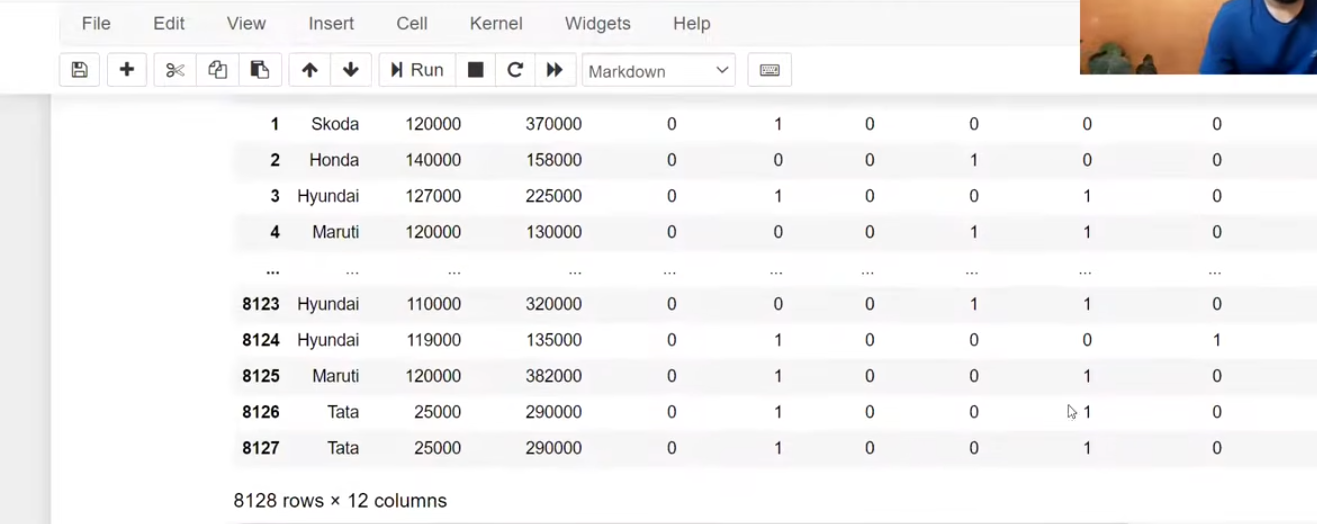 File Edit View Insert Cell Kernel Widgets Help
Run Markdown
1 Skoda 120000 370000 0 1 0 0 0 0
2 Honda 140000 158000 0 0 0 1 0 0
3 Hyundai 127000 225000 0 1 0 0 1 0
4 Maruti 120000 130000 0 0 0 1 1 0
... ... ... ... ... ... ... ... ... ...
8123 Hyundai 110000 320000 0 0 0 1 1 0
8124 Hyundai 119000 135000 0 1 0 0 0 1
8125 Maruti 120000 382000 0 1 0 0 1 0
8126 Tata 25000 290000 0 1 0 0 1 0
8127 Tata 25000 290000 0 1 0 0 1 0
8128 rows × 12 columns